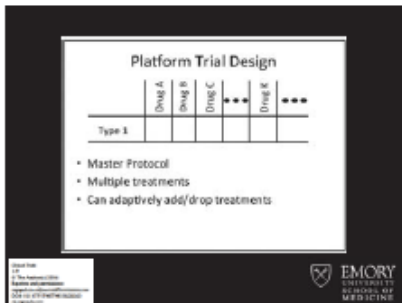 Platform Trial Design
Drug A
Drug B
Drug C
•••
Drug K
•••
Type 1
• Master Protocol
• Multiple treatments
• Can adaptively add/drop treatments
EMORY
UNIVERSITY
SCHOOL OF
MEDICINE